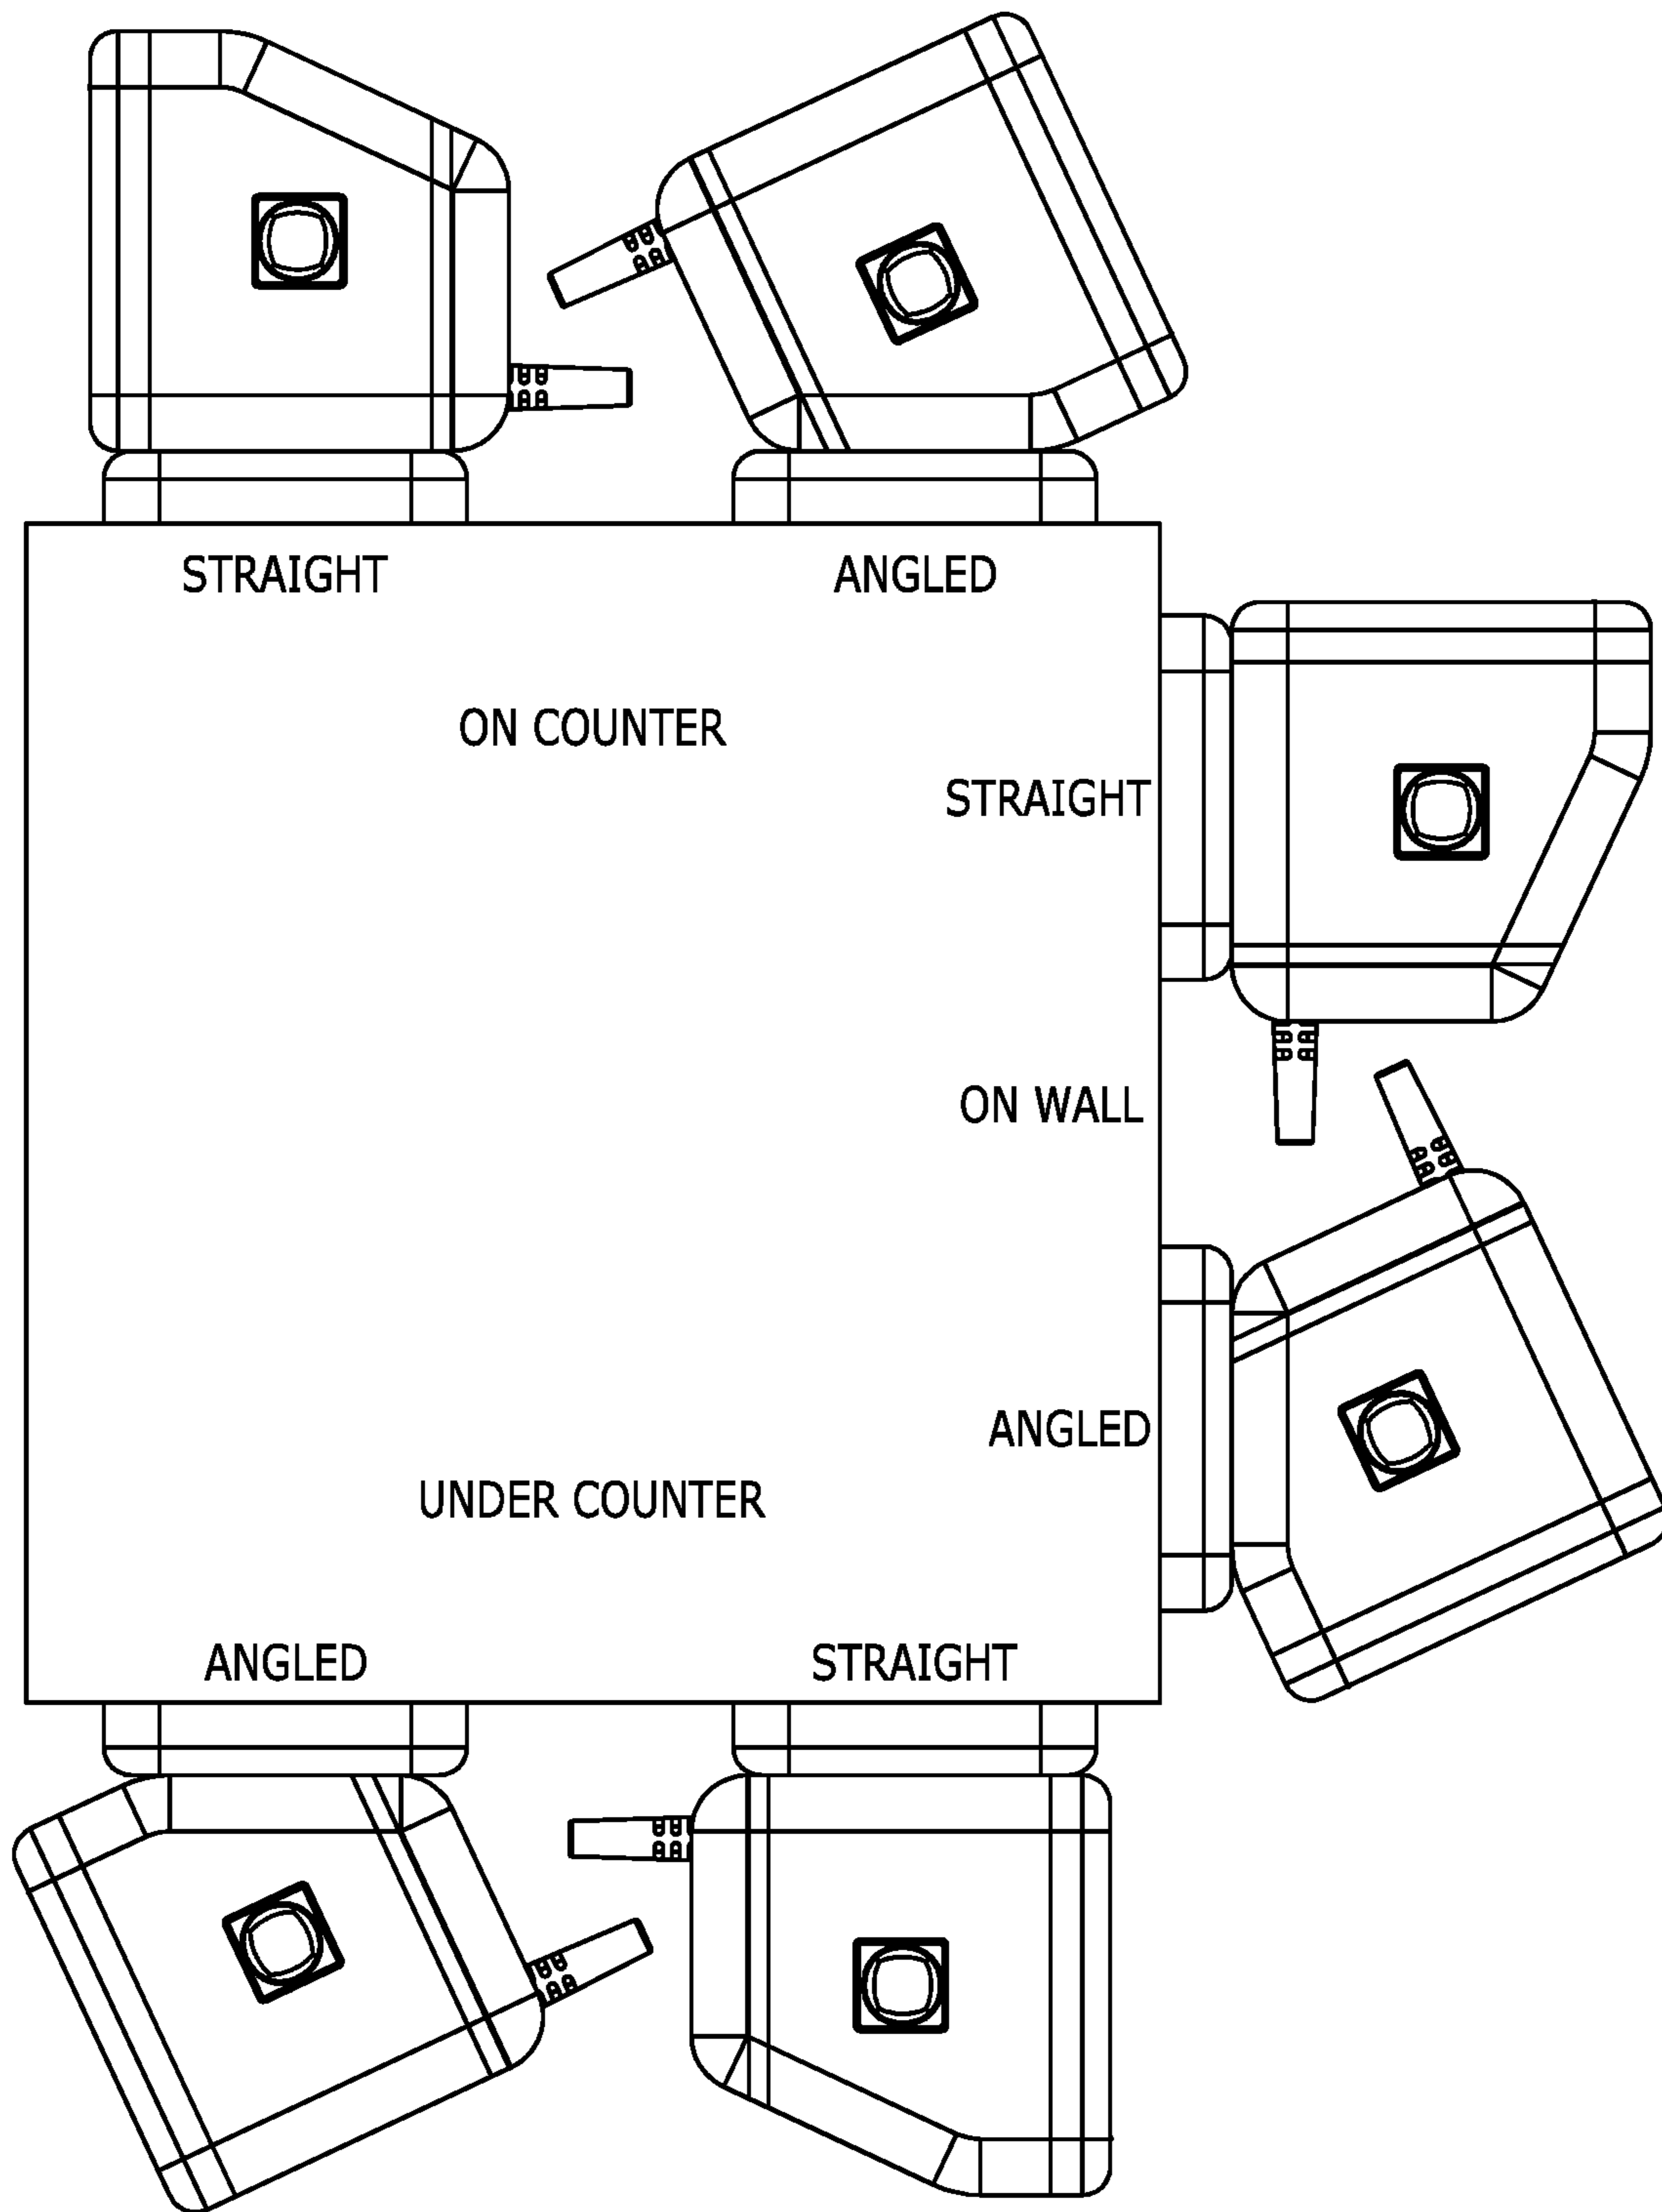 STRAIGHT
ANGLED
ON COUNTER
STRAIGHT
ON WALL
ANGLED
UNDER COUNTER
ANGLED
STRAIGHT